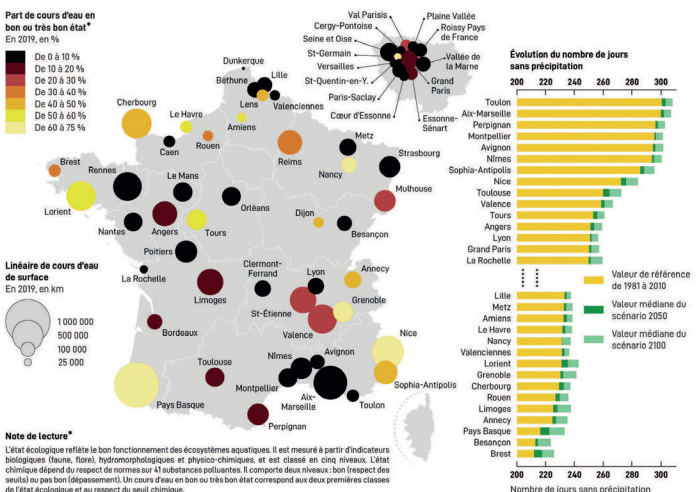 Part de cours d'eau en
bon ou très bon état*
En 2019, en %
De 0 à 10 %
De 10 à 20 %
De 20 à 30 %
De 30 à 40 %
De 40 à 50 %
De 50 à 60 %
De 60 à 75 %
Val Parisis
Plaine Vallée
Cergy-Pontoise
Roissy Pays
de France
Seine et Oise
St-Germain
Vallée de
la Marne
Versailles
St-Quentin-en-Y.
Grand
Paris
Paris-Saclay
Cœur d'Essonne
Essonne-
Sénart
Dunkerque
Béthune
Lille
Lens
Valenciennes
Cherbourg
Le Havre
Amiens
Caen
Rouen
Reims
Metz
Strasbourg
Nancy
Brest
Rennes
Le Mans
Mulhouse
Lorient
Orléans
Nantes
Angers
Tours
Dijon
Besançon
Poitiers
La Rochelle
Clermont-
Ferrand
Lyon
Annecy
Limoges
St-Étienne
Grenoble
Valence
Bordeaux
Nice
Avignon
Nîmes
Toulouse
Sophia-Antipolis
Montpellier
Aix-
Marseille
Pays Basque
Toulon
Perpignan
Linéaire de cours d'eau
de surface
En 2019, en km
1 000 000
500 000
100 000
25 000
Note de lecture*
L'état écologique reflète le bon fonctionnement des écosystèmes aquatiques. Il est mesuré à partir d'indicateurs
biologiques (faune, flore), hydromorphologiques et physico-chimiques, et est classé en cinq niveaux. L'état
chimique dépend du respect de normes sur 41 substances polluantes. Il comporte deux niveaux : bon (respect des
seuils) ou pas bon (dépassement). Un cours d'eau en bon ou très bon état correspond aux deux premières classes
de l'état écologique et au respect du seuil chimique.
Évolution du nombre de jours
sans précipitation
200 220 240 260 280 300
Toulon
Aix-Marseille
Perpignan
Montpellier
Avignon
Nîmes
Sophia-Antipolis
Nice
Toulouse
Valence
Tours
Angers
Lyon
Grand Paris
La Rochelle
Valeur de référence
de 1981 à 2010
Valeur médiane du
scénario 2050
Valeur médiane du
scénario 2100
Lille
Metz
Amiens
Le Havre
Nancy
Valenciennes
Lorient
Grenoble
Cherbourg
Rouen
Limoges
Annecy
Pays Basque
Besançon
Brest
200 220 240 260 280 300
Nombre de jours sans précipitation